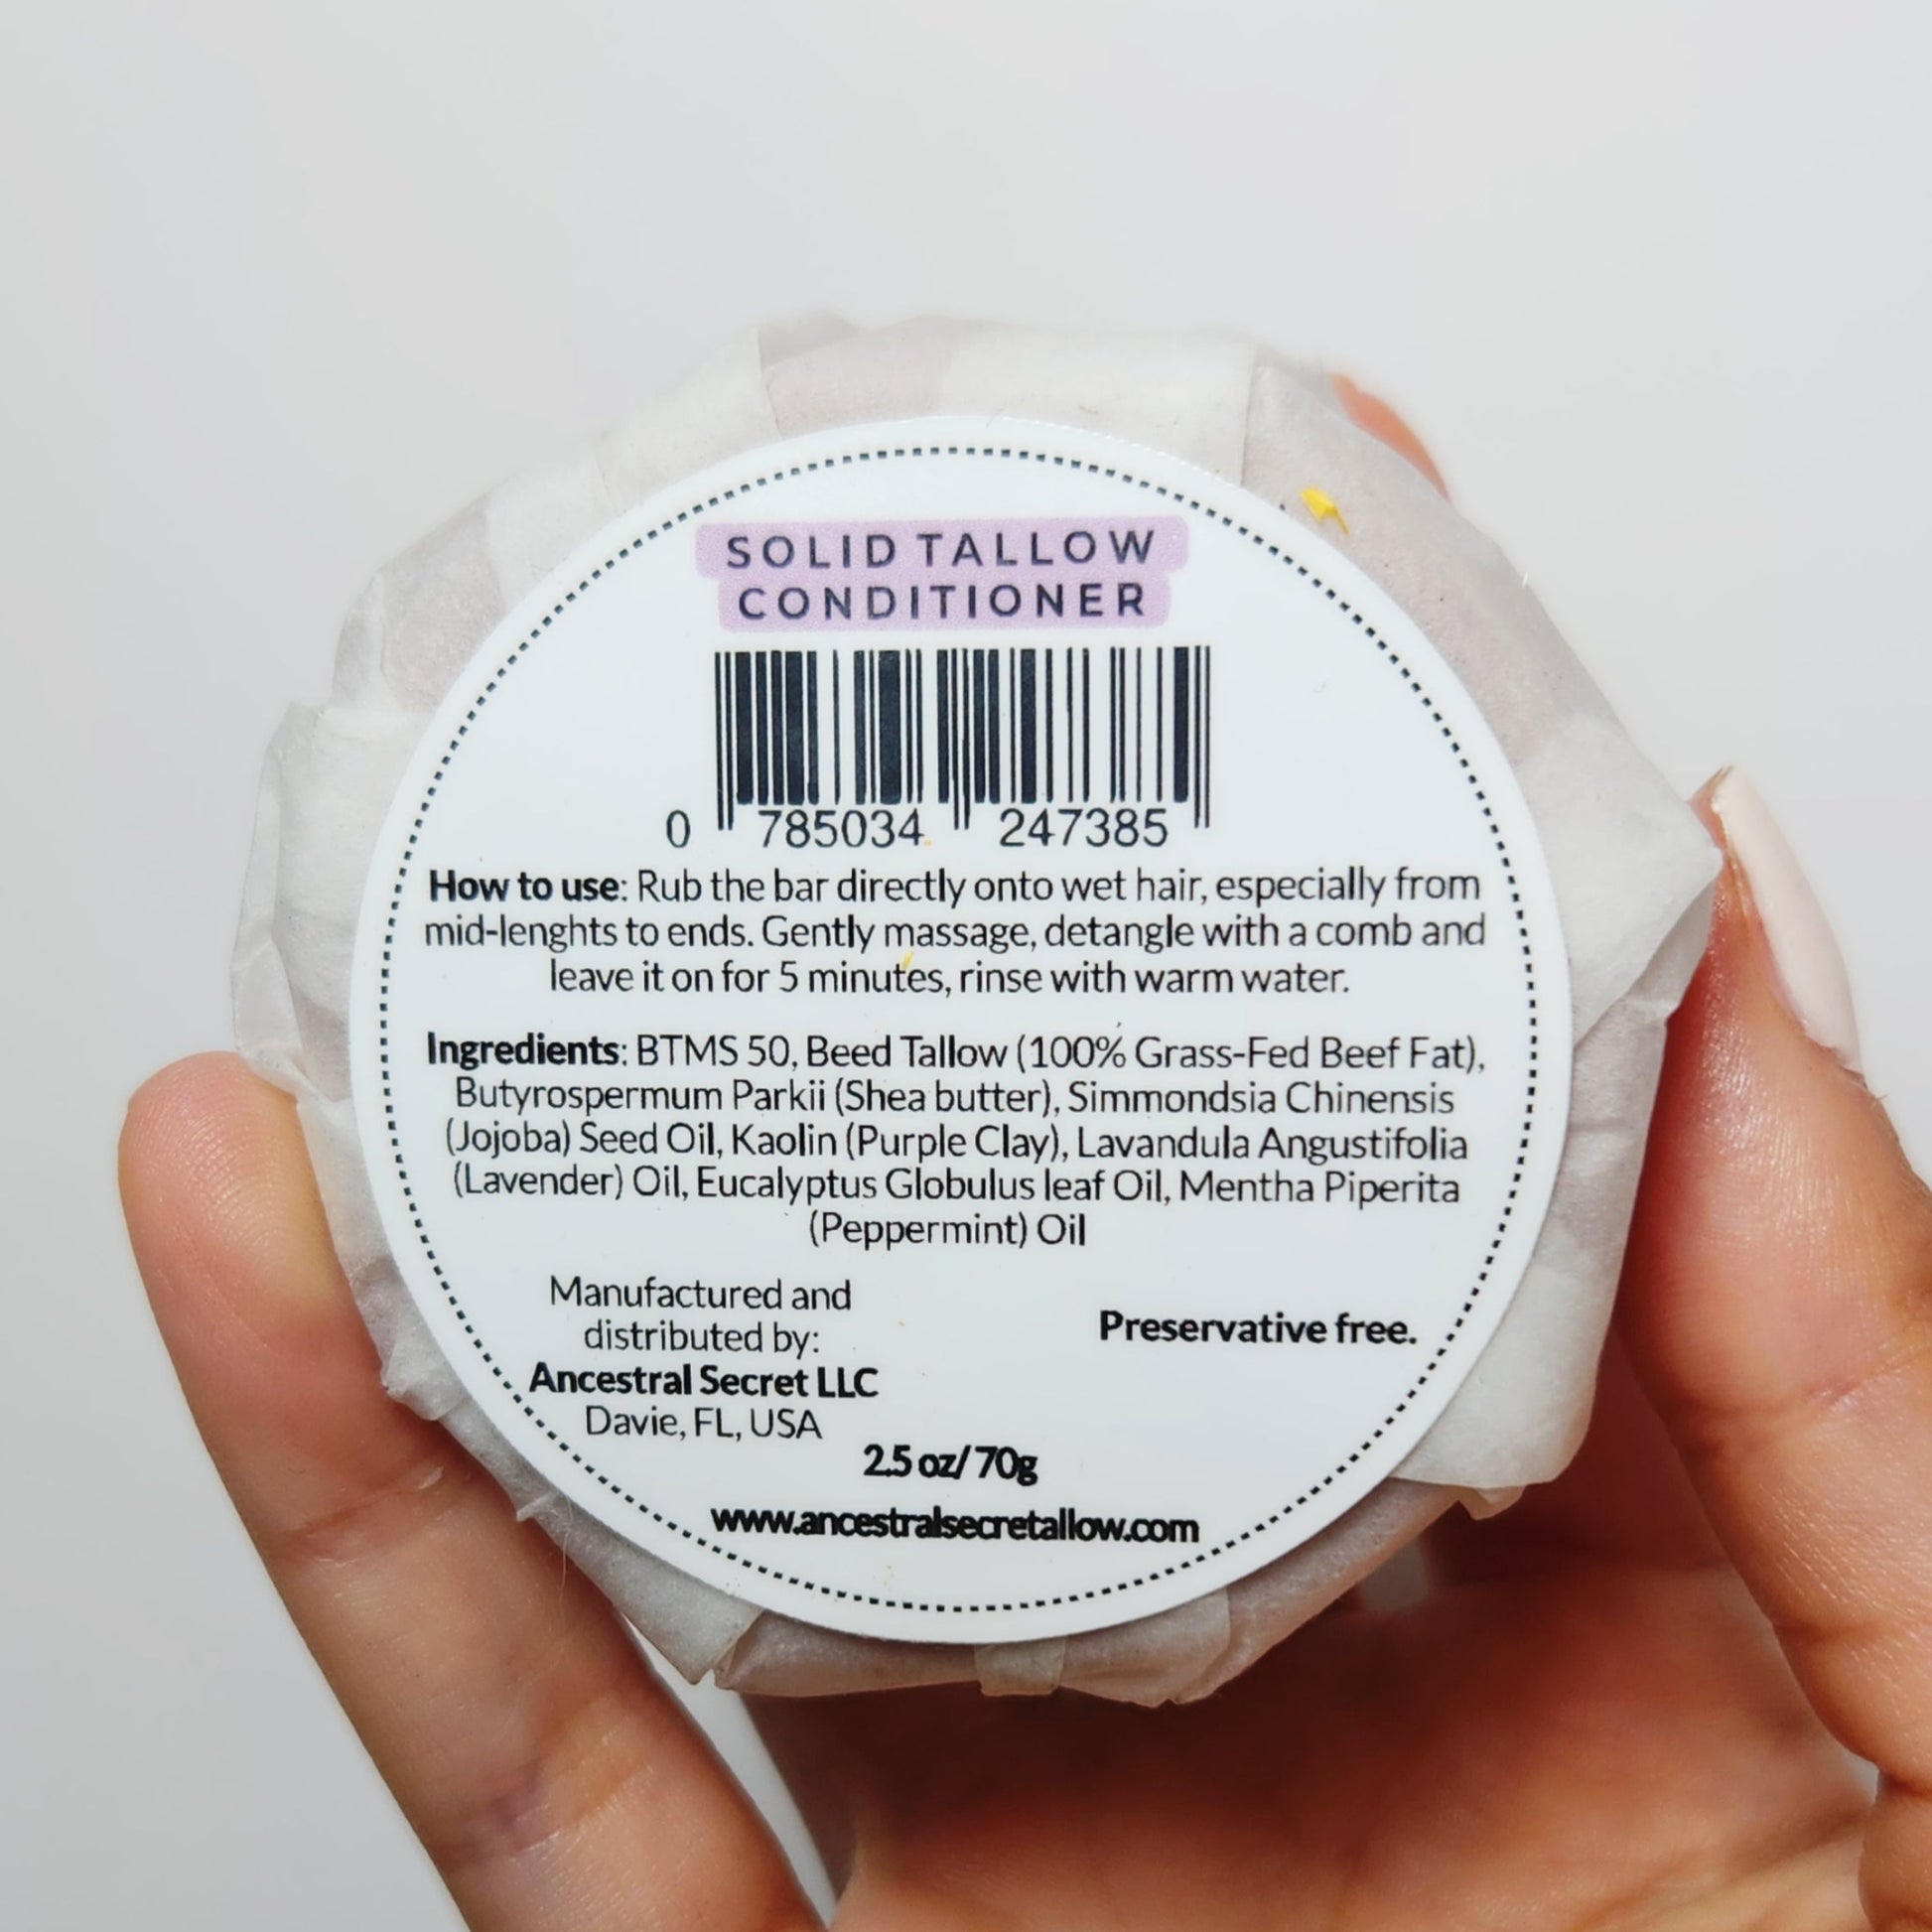 SOLID TALLOW
CONDITIONER
0 785034 247385
How to use: Rub the bar directly onto wet hair, especially from
mid-lenghts to ends. Gently massage, detangle with a comb and
leave it on for 5 minutes, rinse with warm water.
Ingredients: BTMS 50, Beed Tallow (100% Grass-Fed Beef Fat),
Butyrospermum Parkii (Shea butter), Simmondsia Chinensis
(Jojoba) Seed Oil, Kaolin (Purple Clay), Lavandula Angustifolia
(Lavender) Oil, Eucalyptus Globulus leaf Oil, Mentha Piperita
(Peppermint) Oil
Manufactured and
distributed by:
Ancestral Secret LLC
Davie, FL, USA
Preservative free.
2.5 oz/ 70g
www.ancestralsecretallow.com